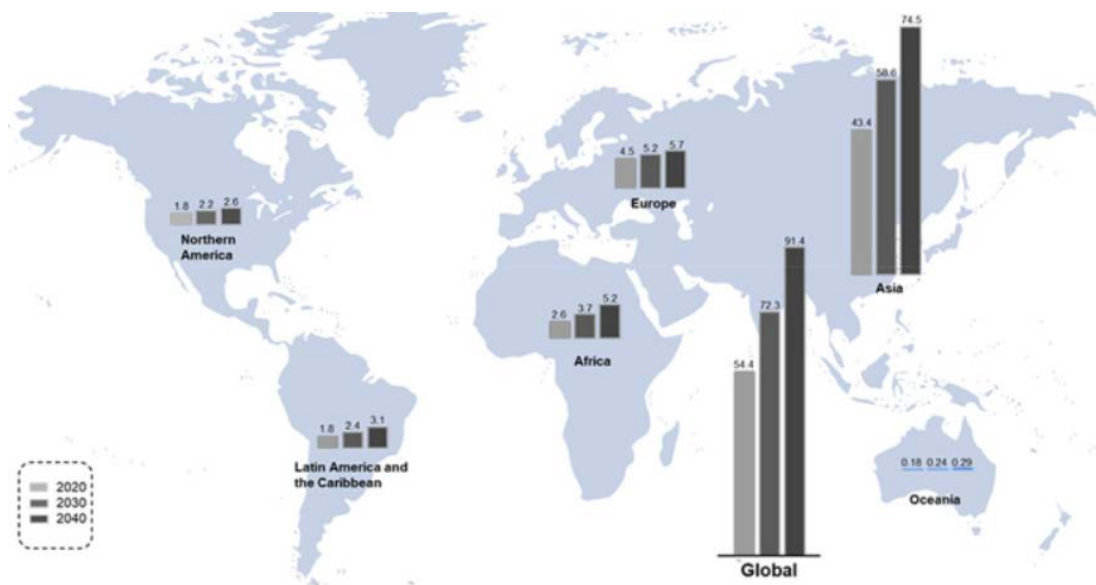 74.5
58.6
43.4
Asia
4.5 5.2 5.7
Europe
1.8 2.2 2.6
Northern
America
91.4
72.3
54.4
Global
2.6 3.7 5.2
Africa
1.8 2.4 3.1
Latin America and
the Caribbean
0.18 0.24 0.29
Oceania
2020
2030
2040